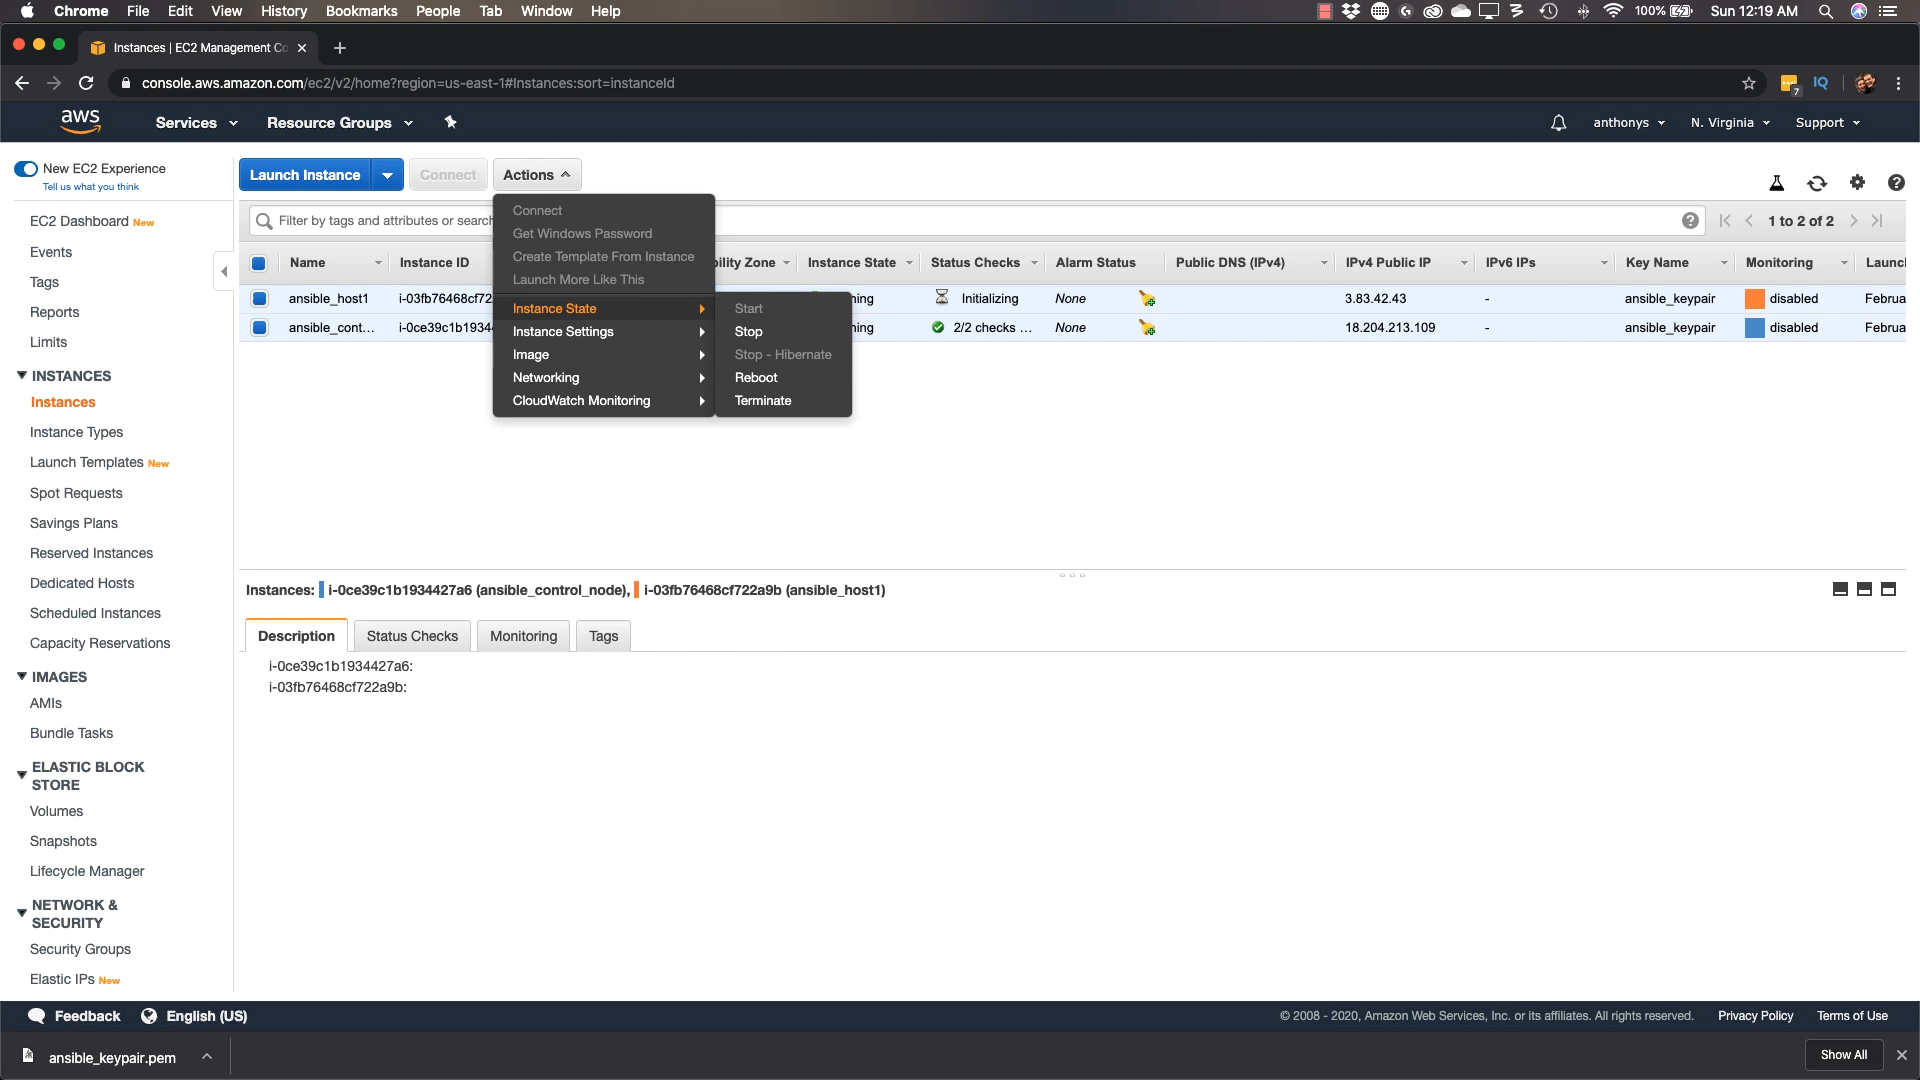 Chrome File Edit View History Bookmarks People Tab Window Help 100% Sun 12:19 AM
Instances | EC2 Management Co
console.aws.amazon.com/ec2/v2/home?region=us-east-1#Instances:sort=instanceId 7 IQ
aws Services Resource Groups anthonys N. Virginia Support
New EC2 Experience
Tell us what you think
Launch Instance Connect Actions
EC2 Dashboard New
Events
Tags
Reports
Limits
INSTANCES
Instances
Instance Types
Launch Templates New
Spot Requests
Savings Plans
Reserved Instances
Dedicated Hosts
Scheduled Instances
Capacity Reservations
IMAGES
AMIs
Bundle Tasks
ELASTIC BLOCK
STORE
Volumes
Snapshots
Lifecycle Manager
NETWORK &
SECURITY
Security Groups
Elastic IPs New
Filter by tags and attributes or search 1 to 2 of 2
Connect
Get Windows Password
Create Template From Instance
Launch More Like This
Instance State
Instance Settings
Image
Networking
CloudWatch Monitoring
Start
Stop
Stop - Hibernate
Reboot
Terminate
Name Instance ID bility Zone Instance State Status Checks Alarm Status Public DNS (IPv4) IPv4 Public IP IPv6 IPs Key Name Monitoring Launc
ansible_host1 i-03fb76468cf72 ning Initializing None 3.83.42.43 - ansible_keypair disabled Februa
ansible_cont... i-0ce39c1b1934 ning 2/2 checks ... None 18.204.213.109 - ansible_keypair disabled Februa
Instances: i-0ce39c1b1934427a6 (ansible_control_node), i-03fb76468cf722a9b (ansible_host1)
Description Status Checks Monitoring Tags
i-0ce39c1b1934427a6:
i-03fb76468cf722a9b:
Feedback English (US) © 2008 - 2020, Amazon Web Services, Inc. or its affiliates. All rights reserved. Privacy Policy Terms of Use
ansible_keypair.pem Show All